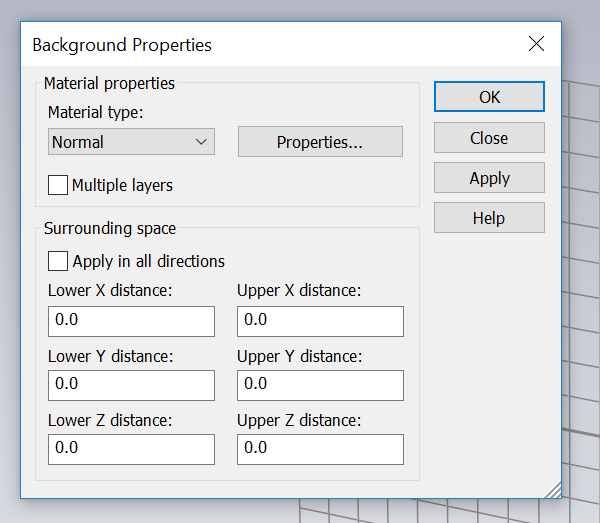 Background Properties
Material properties
Material type:
Normal
Properties...
Multiple layers
OK
Close
Apply
Help
Surrounding space
Apply in all directions
Lower X distance:
Upper X distance:
0.0
0.0
Lower Y distance:
Upper Y distance:
0.0
0.0
Lower Z distance:
Upper Z distance:
0.0
0.0